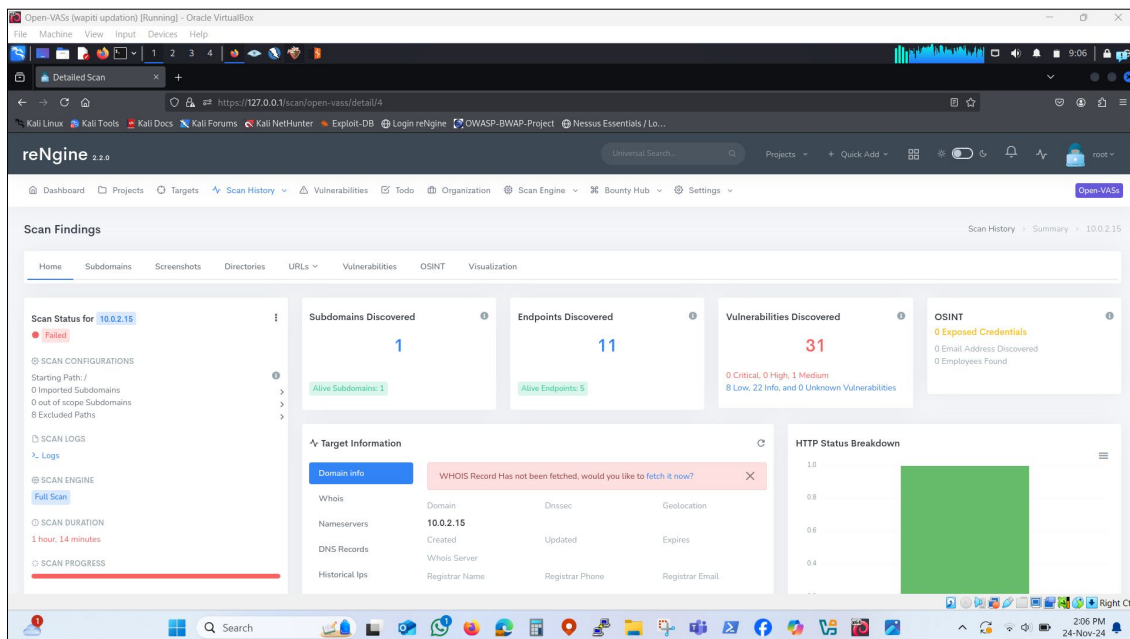 Open-VASs (wapiti updation) [Running] - Oracle VirtualBox
File Machine View Input Devices Help
1 2 3 4 9:06
Detailed Scan × +
https://127.0.0.1/scan/open-vass/detail/4
Kali Linux Kali Tools Kali Docs Kali Forums Kali NetHunter Exploit-DB Login reNgine OWASP-BWAP-Project Nessus Essentials / Lo...
reNgine 2.2.0 Universal Search... Projects + Quick Add root
Dashboard Projects Targets Scan History Vulnerabilities Todo Organization Scan Engine Bounty Hub Settings Open-VASs
Scan Findings Scan History > Summary > 10.0.2.15
Home Subdomains Screenshots Directories URLs Vulnerabilities OSINT Visualization
Scan Status for 10.0.2.15
Failed
SCAN CONFIGURATIONS
Starting Path: /
0 Imported Subdomains
0 out of scope Subdomains
8 Excluded Paths
SCAN LOGS
Logs
SCAN ENGINE
Full Scan
SCAN DURATION
1 hour, 14 minutes
SCAN PROGRESS
Subdomains Discovered
1
Alive Subdomains: 1
Endpoints Discovered
11
Alive Endpoints: 5
Vulnerabilities Discovered
31
0 Critical, 0 High, 1 Medium
8 Low, 22 Info, and 0 Unknown Vulnerabilities
OSINT
0 Exposed Credentials
0 Email Address Discovered
0 Employees Found
Target Information
Domain info
Whois
Nameservers
DNS Records
Historical Ips
WHOIS Record Has not been fetched, would you like to fetch it now?
Domain Dnssec Geolocation
10.0.2.15
Created Updated Expires
Whois Server
Registrar Name Registrar Phone Registrar Email
HTTP Status Breakdown
1.0
0.8
0.6
0.4
Right Ct
Search
2:06 PM
24-Nov-24